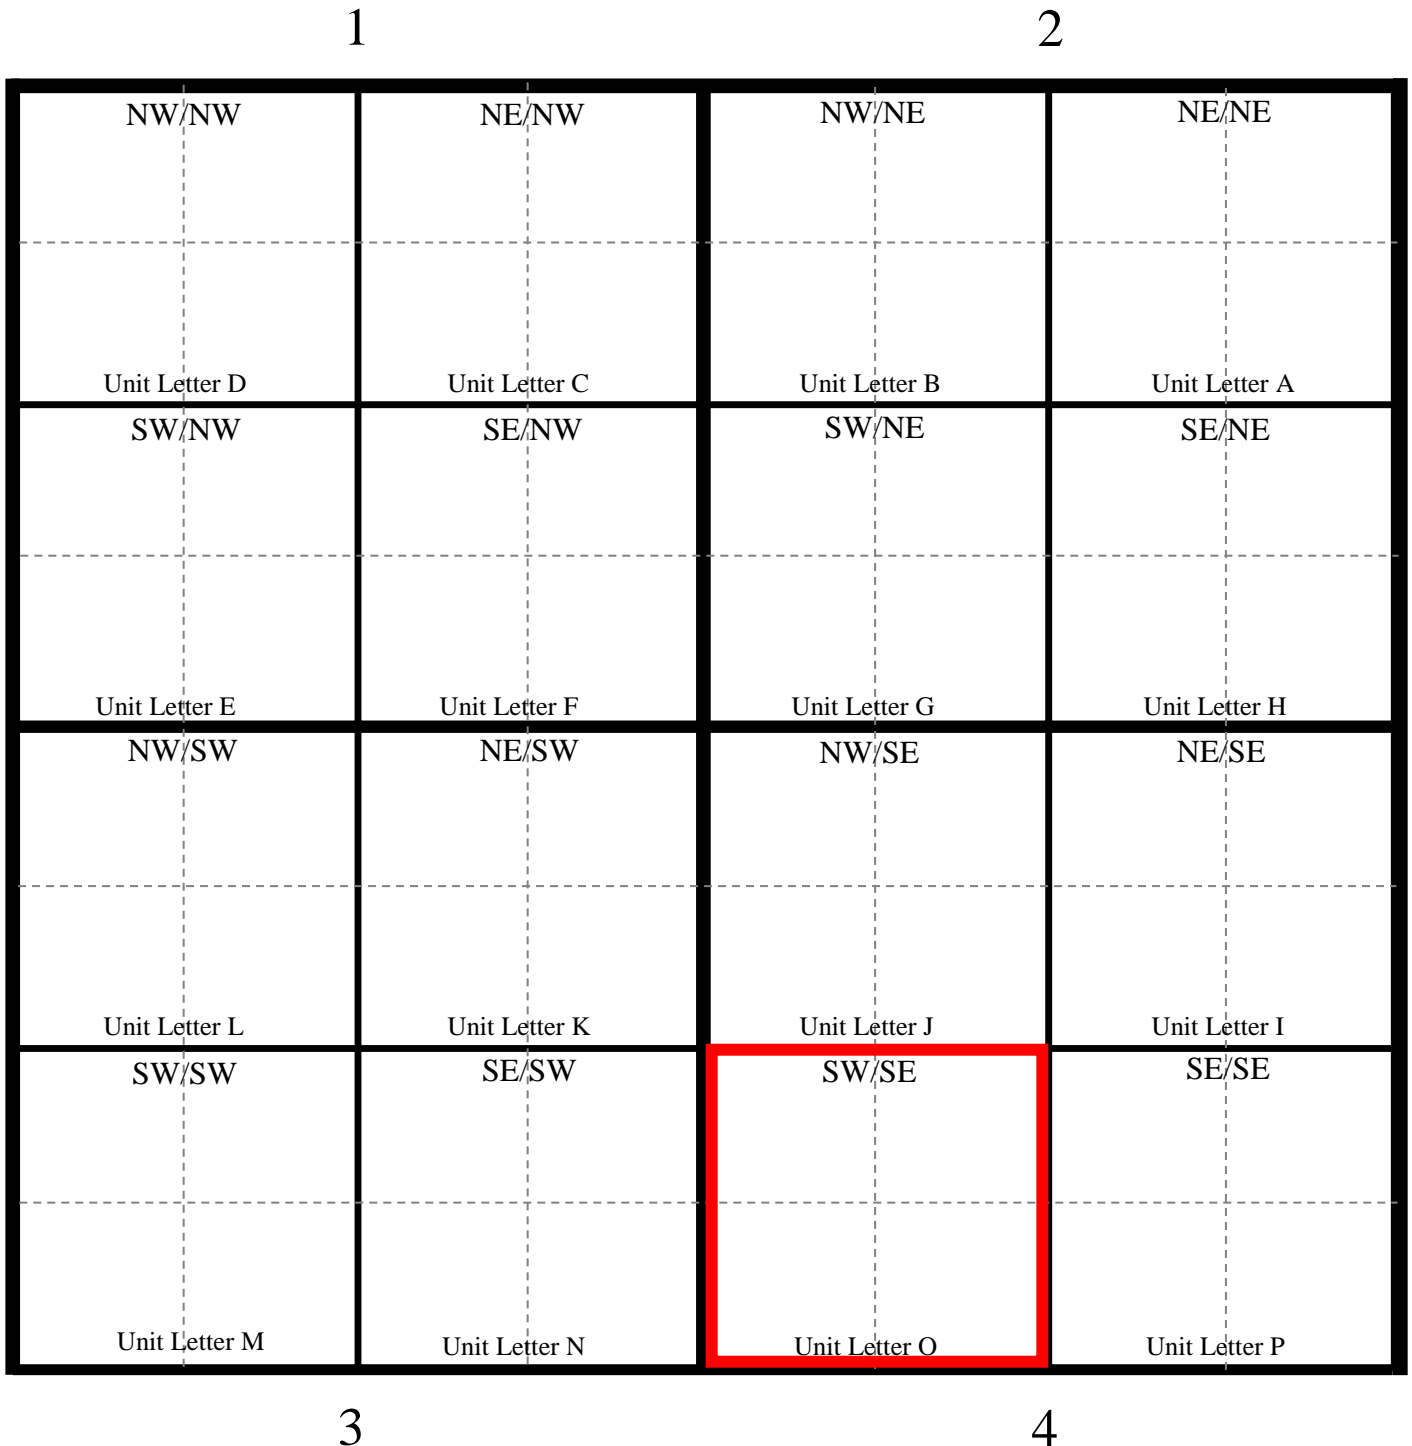 1 2
NW/NW NE/NW NW/NE NE/NE
Unit Letter D Unit Letter C Unit Letter B Unit Letter A
SW/NW SE/NW SW/NE SE/NE
Unit Letter E Unit Letter F Unit Letter G Unit Letter H
NW/SW NE/SW NW/SE NE/SE
Unit Letter L Unit Letter K Unit Letter J Unit Letter I
SW/SW SE/SW SW/SE SE/SE
Unit Letter M Unit Letter N Unit Letter O Unit Letter P
3 4